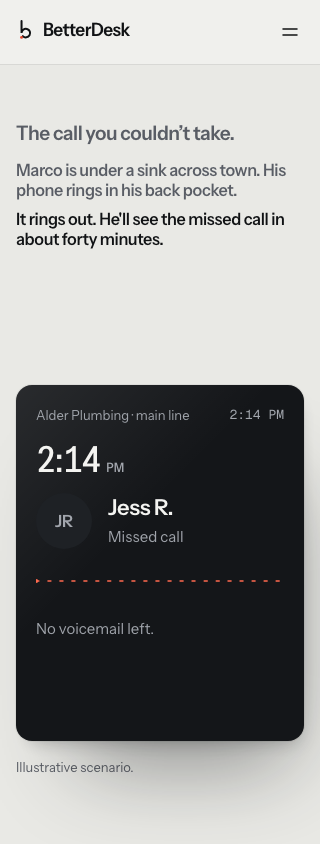 BetterDesk
The call you couldn’t take.
Marco is under a sink across town. His
phone rings in his back pocket.
It rings out. He'll see the missed call in
about forty minutes.
Alder Plumbing · main line 2:14 PM
2:14 PM
JR
Jess R.
Missed call
No voicemail left.
Illustrative scenario.